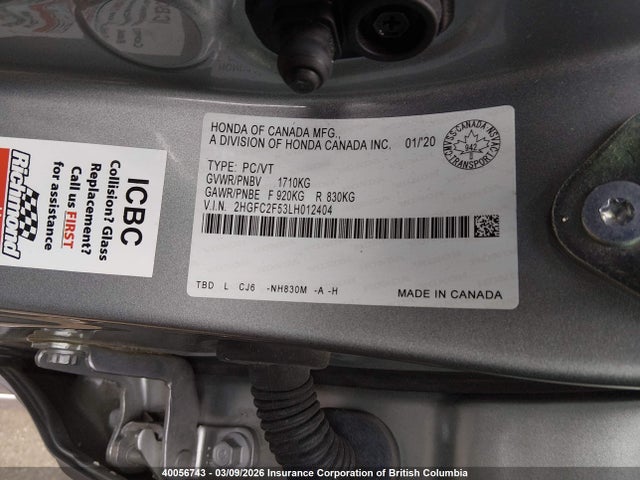 HONDA OF CANADA MFG.,
A DIVISION OF HONDA CANADA INC. 01/'20
TYPE: PC/VT
GVWR/PNBV 1710KG
GAWR/PNBE F 920KG R 830KG
V.I.N. 2HGFC2F53LH012404
TBD L CJ6 -NH830M -A -H
MADE IN CANADA
CMVSS-CANADA-NSVAC
942
TRANSPORT
ICBC
Collision? Glass
Replacement?
Call us FIRST
for assistance.
Richmond
40056743 - 03/09/2026 Insurance Corporation of British Columbia